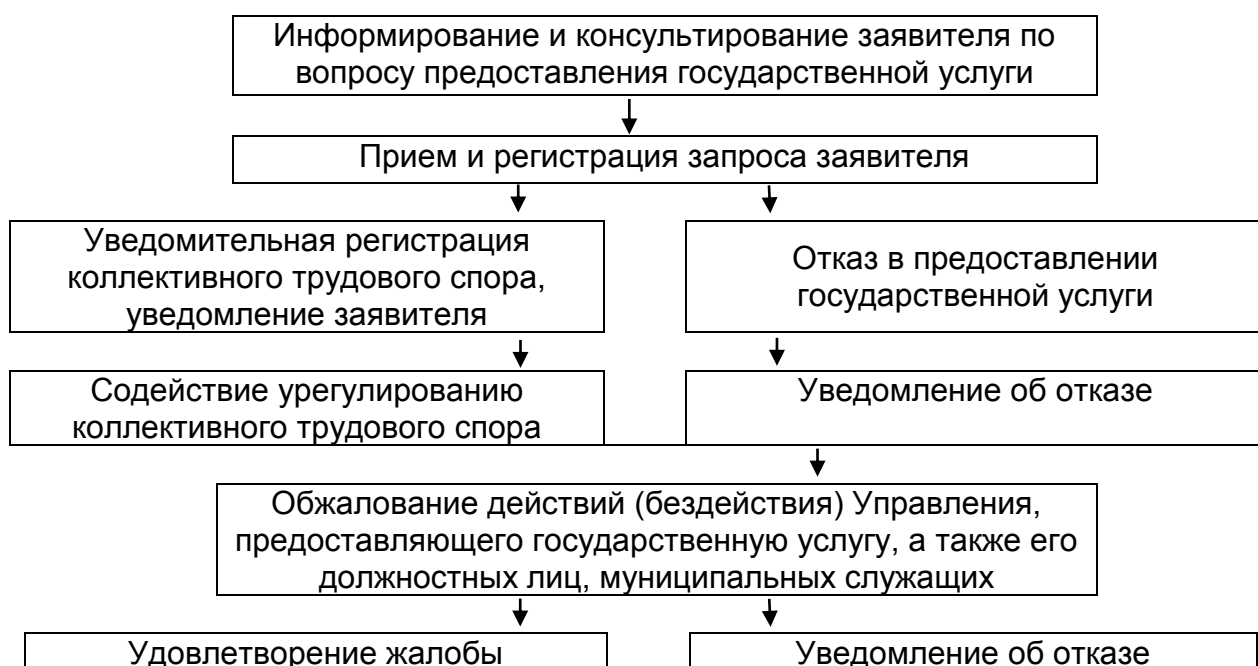 Информирование и консультирование заявителя по
вопросу предоставления государственной услуги
Прием и регистрация запроса заявителя
Уведомительная регистрация
коллективного трудового спора,
уведомление заявителя
Отказ в предоставлении
государственной услуги
Содействие урегулированию
коллективного трудового спора
Уведомление об отказе
Обжалование действий (бездействия) Управления,
предоставляющего государственную услугу, а также его
должностных лиц, муниципальных служащих
Удовлетворение жалобы
Уведомление об отказе